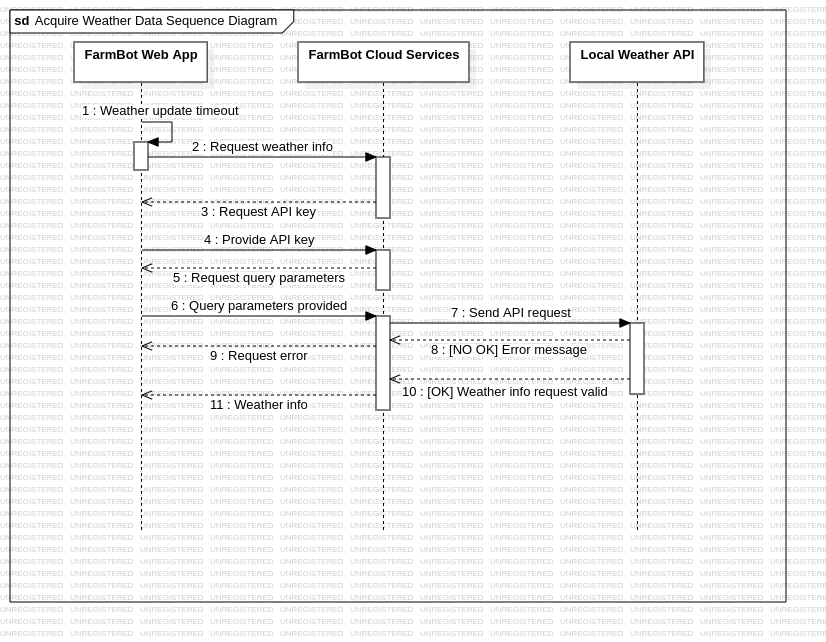 sd Acquire Weather Data Sequence Diagram
FarmBot Web App
FarmBot Cloud Services
Local Weather API
1 : Weather update timeout
2 : Request weather info
3 : Request API key
4 : Provide API key
5 : Request query parameters
6 : Query parameters provided
7 : Send API request
8 : [NO OK] Error message
9 : Request error
10 : [OK] Weather info request valid
11 : Weather info
UNREGISTERED